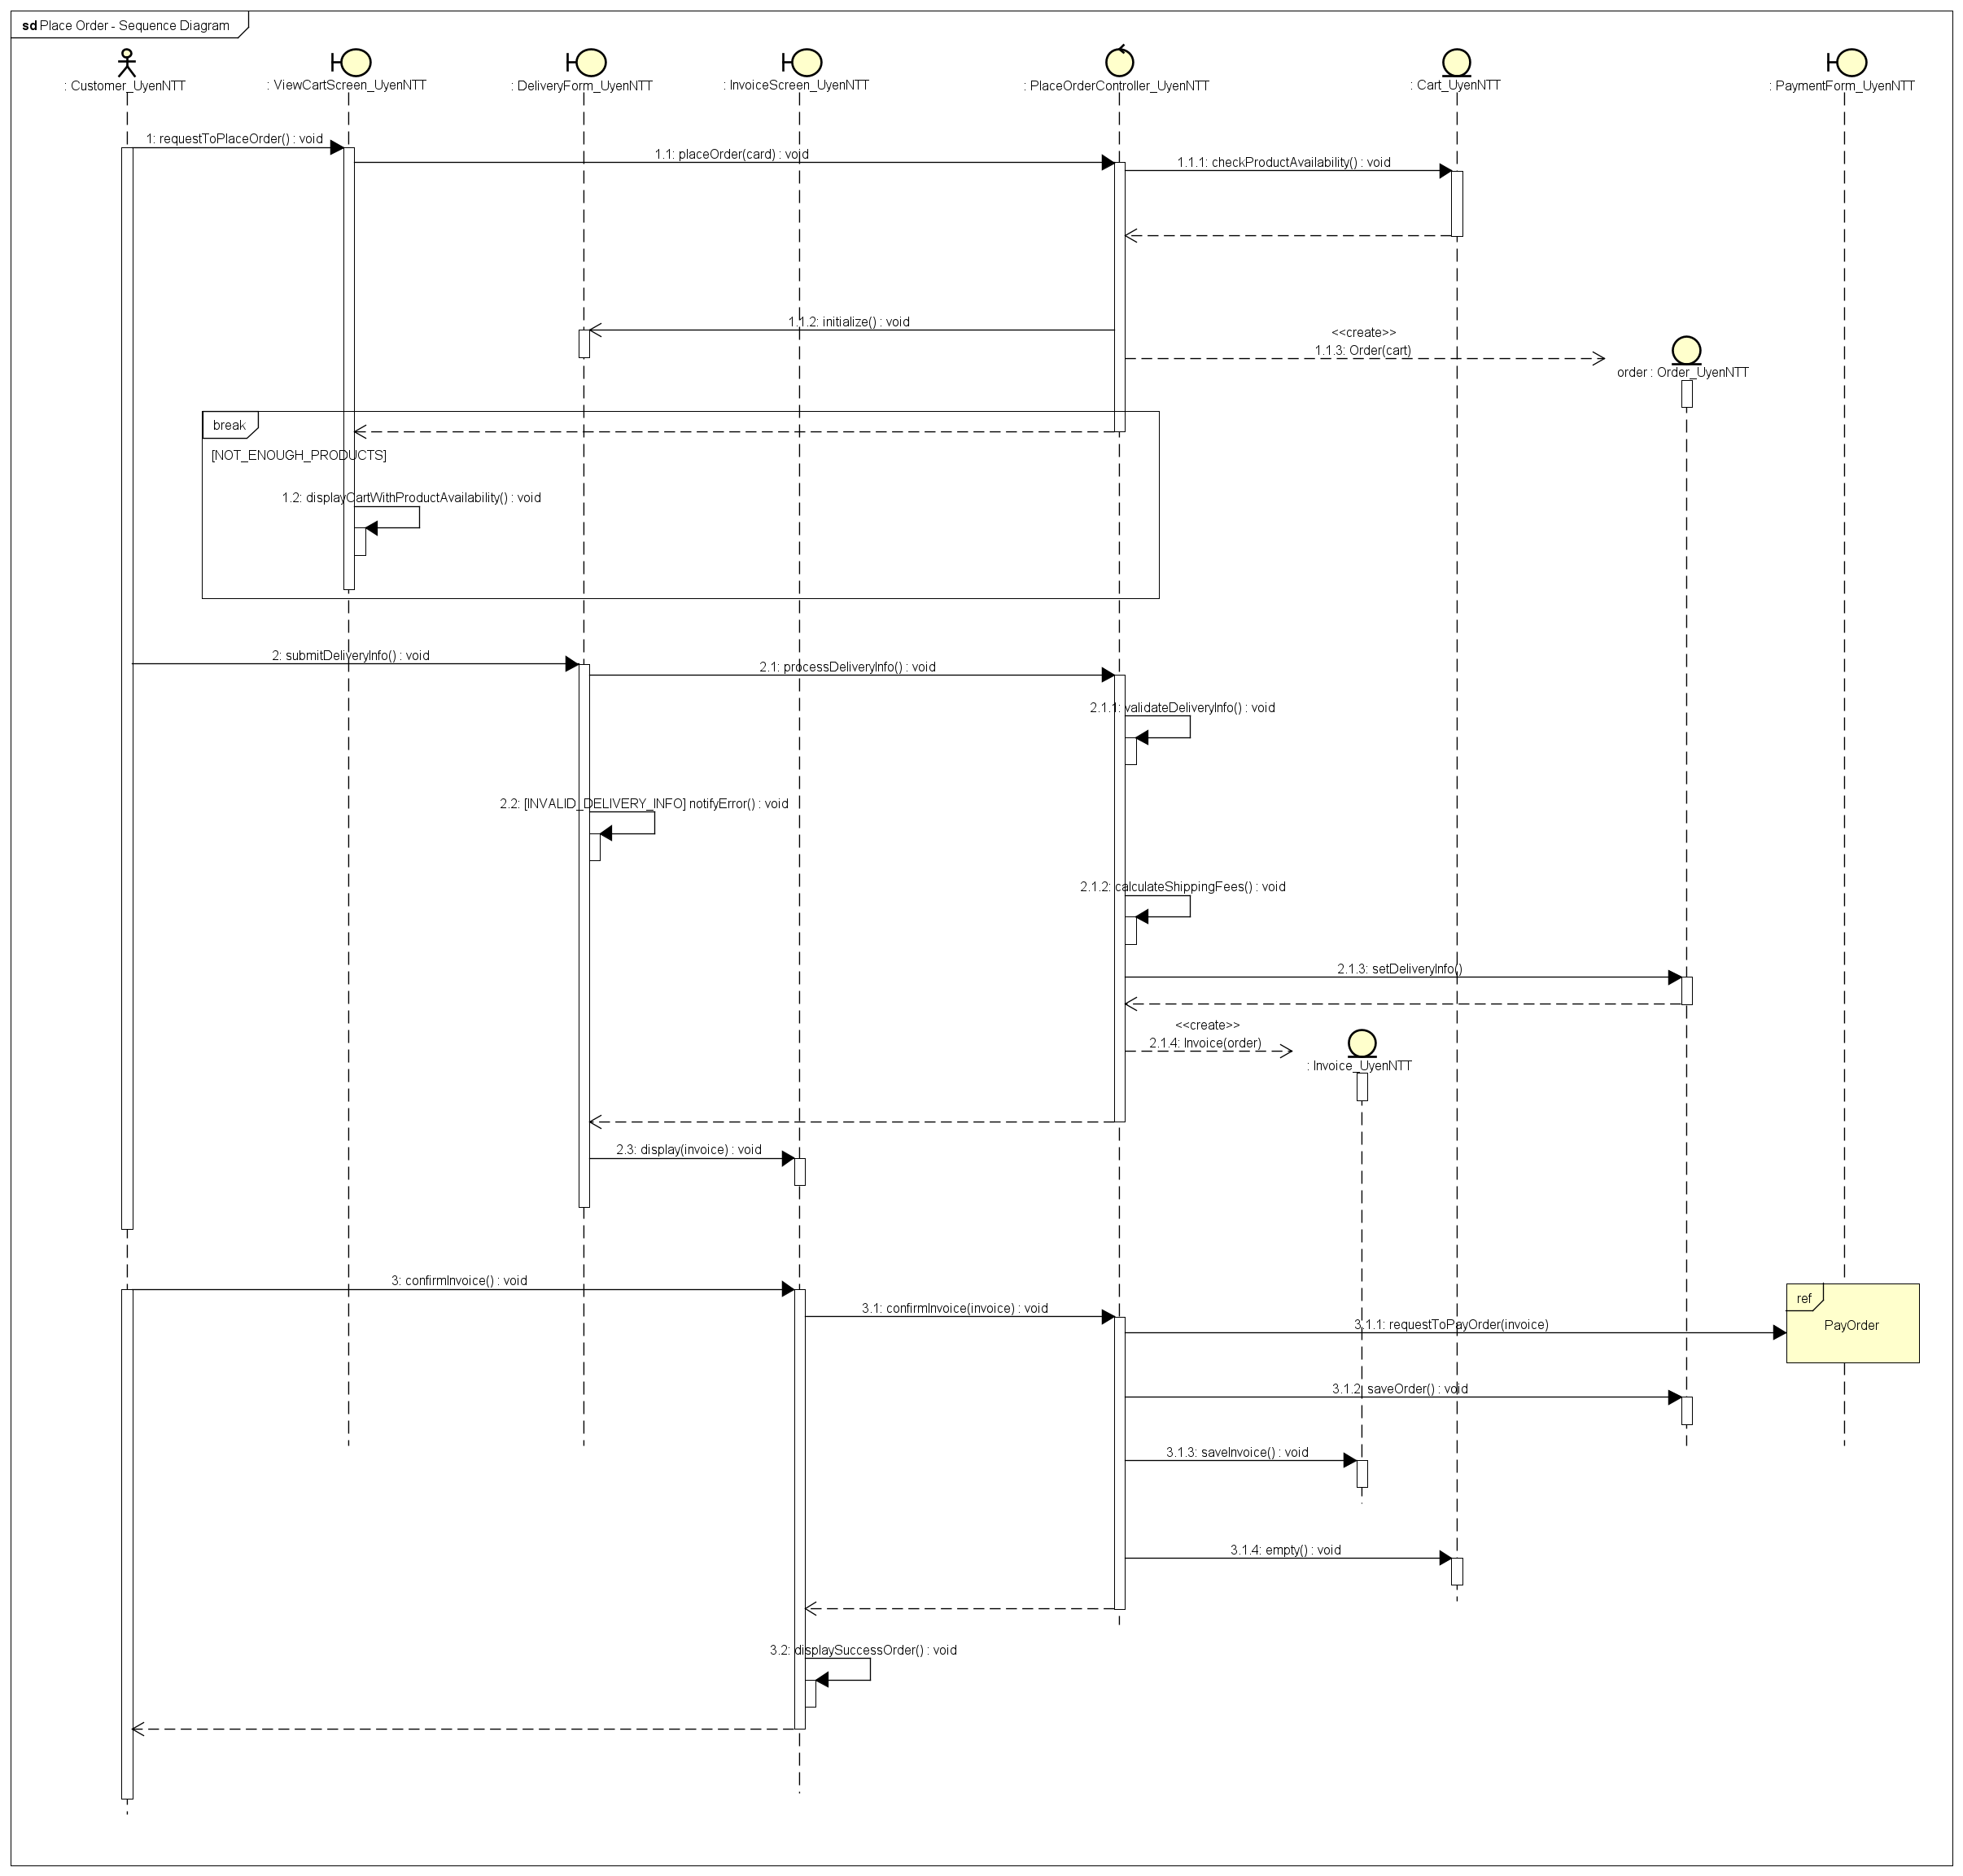 sd Place Order - Sequence Diagram
: Customer_UyenNTT
: ViewCartScreen_UyenNTT
: DeliveryForm_UyenNTT
: InvoiceScreen_UyenNTT
: PlaceOrderController_UyenNTT
: Cart_UyenNTT
: PaymentForm_UyenNTT
1: requestToPlaceOrder() : void
1.1: placeOrder(card) : void
1.1.1: checkProductAvailability() : void
1.1.2: initialize() : void
<<create>>
1.1.3: Order(cart)
order : Order_UyenNTT
break
[NOT_ENOUGH_PRODUCTS]
1.2: displayCartWithProductAvailability() : void
2: submitDeliveryInfo() : void
2.1: processDeliveryInfo() : void
2.1.1: validateDeliveryInfo() : void
2.2: [INVALID_DELIVERY_INFO] notifyError() : void
2.1.2: calculateShippingFees() : void
2.1.3: setDeliveryInfo()
<<create>>
2.1.4: Invoice(order)
: Invoice_UyenNTT
2.3: display(invoice) : void
3: confirmInvoice() : void
ref
3.1: confirmInvoice(invoice) : void
3.1.1: requestToPayOrder(invoice)
PayOrder
3.1.2: saveOrder() : void
3.1.3: saveInvoice() : void
3.1.4: empty() : void
3.2: displaySuccessOrder() : void